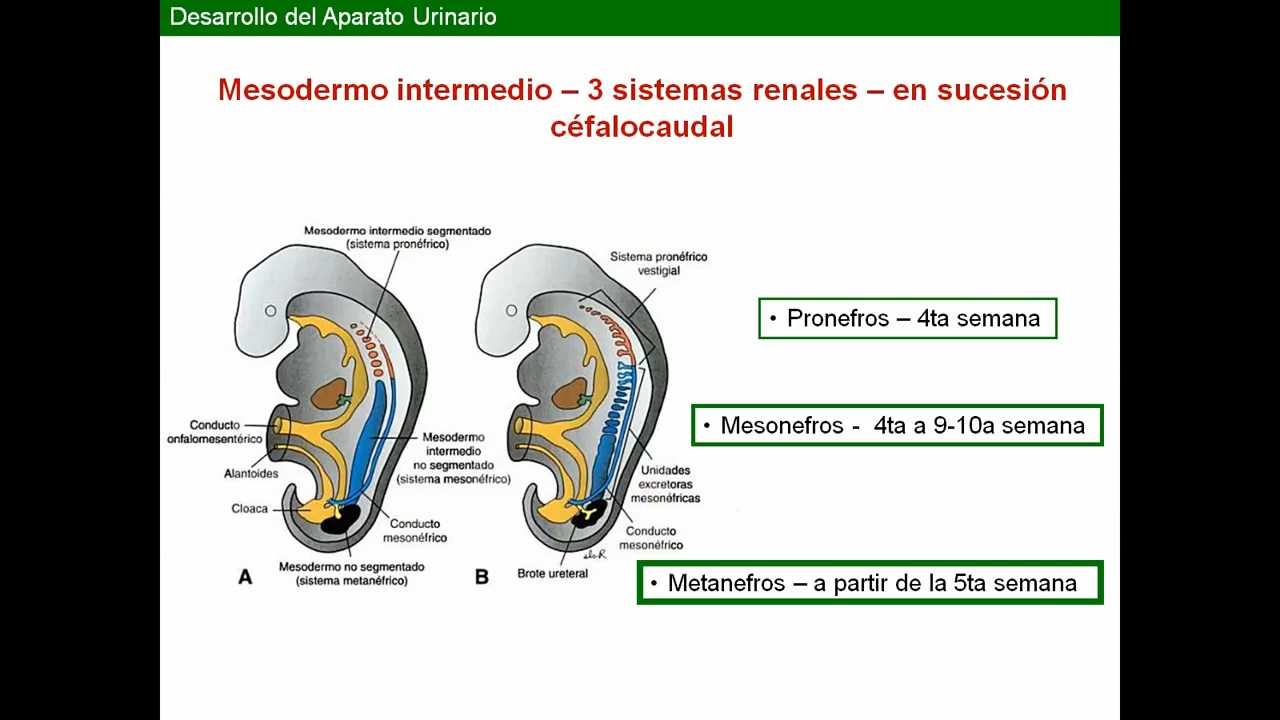 Desarrollo del Aparato Urinario
Mesodermo intermedio – 3 sistemas renales – en sucesión
céfalocaudal
Mesodermo intermedio segmentado
(sistema pronéfrico)
Sistema pronéfrico
vestigial
• Pronefros – 4ta semana
• Mesonefros - 4ta a 9-10a semana
Conducto
onfalomesentérico)
Alantoides
Cloaca
Mesodermo
intermedio
no segmentado
(sistema mesonéfrico)
Unidades
excretoras
mesonéfricas
Conducto
mesonéfrico
Conducto
mesonéfrico
Mesodermo no segmentado
(sistema metanéfrico)
Brote ureteral
A
B
• Metanefros – a partir de la 5ta semana